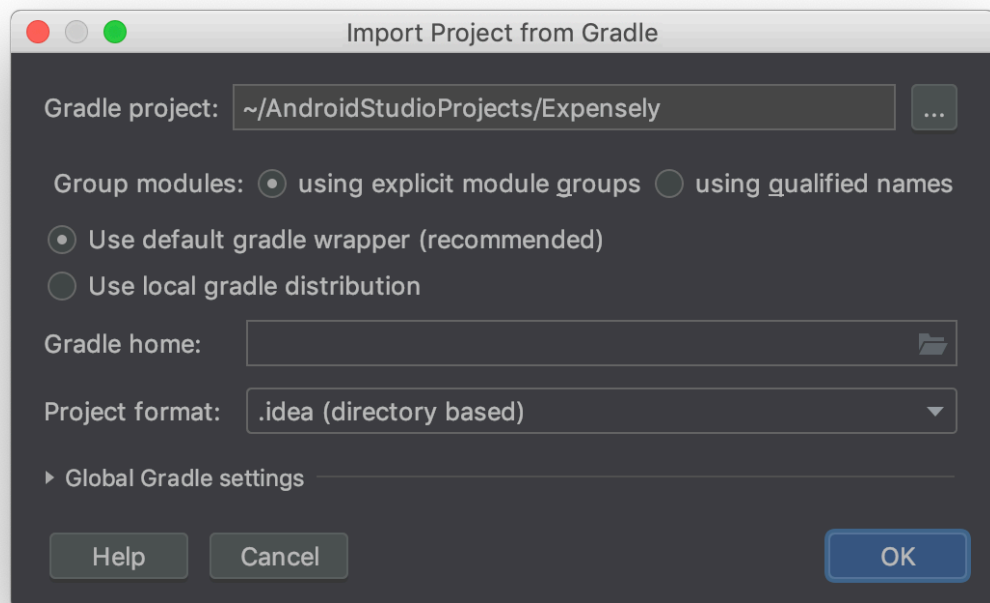 Import Project from Gradle
Gradle project: ~/AndroidStudioProjects/Expensely ...
Group modules: using explicit module groups using qualified names
Use default gradle wrapper (recommended)
Use local gradle distribution
Gradle home:
Project format: .idea (directory based)
Global Gradle settings
Help Cancel OK